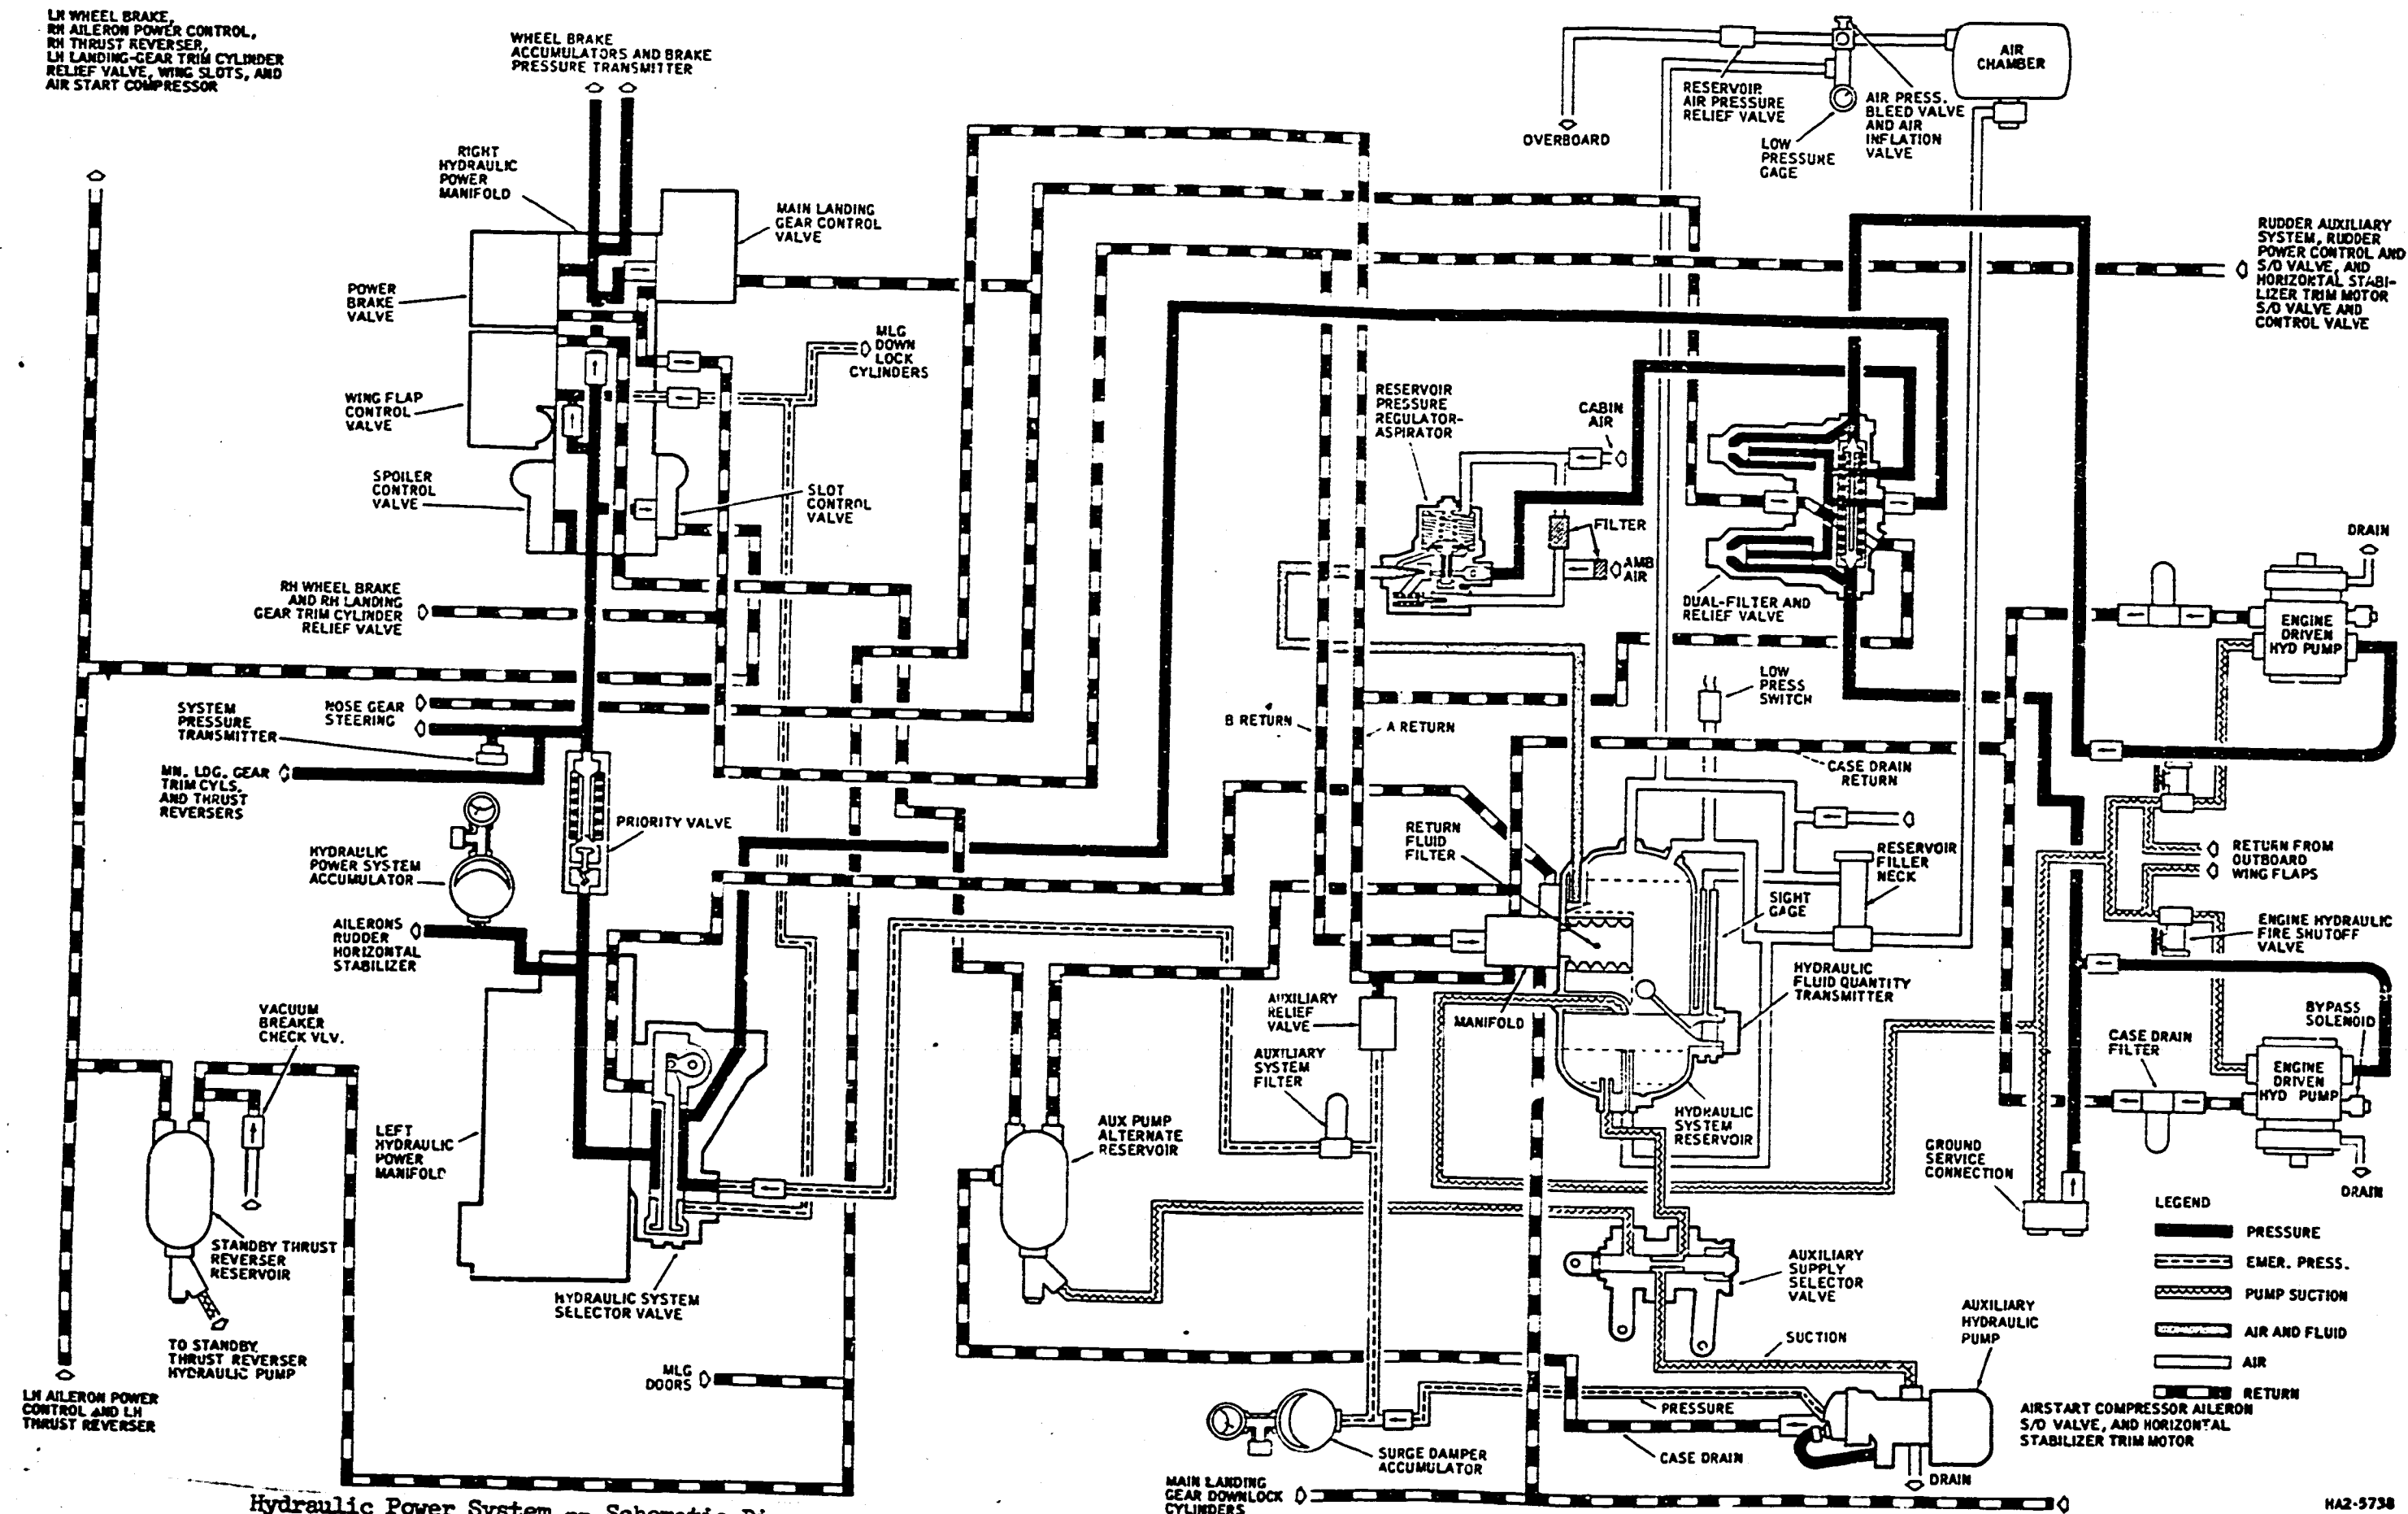 LH WHEEL BRAKE,
RH AILERON POWER CONTROL,
RH THRUST REVERSER,
LH LANDING-GEAR TRIM CYLINDER
RELIEF VALVE, WING SLOTS, AND
AIR START COMPRESSOR
WHEEL BRAKE
ACCUMULATORS AND BRAKE
PRESSURE TRANSMITTER
RIGHT
HYDRAULIC
POWER
MANIFOLD
MAIN LANDING
GEAR CONTROL
VALVE
POWER
BRAKE
VALVE
MLG
DOWN
LOCK
CYLINDERS
WING FLAP
CONTROL
VALVE
SPOILER
CONTROL
VALVE
SLOT
CONTROL
VALVE
RH WHEEL BRAKE
AND RH LANDING
GEAR TRIM CYLINDER
RELIEF VALVE
NOSE GEAR
STEERING
SYSTEM
PRESSURE
TRANSMITTER
MN. LDG. GEAR
TRIM CYLS.
AND THRUST
REVERSERS
PRIORITY VALVE
HYDRAULIC
POWER SYSTEM
ACCUMULATOR
AILERONS
RUDDER
HORIZONTAL
STABILIZER
VACUUM
BREAKER
CHECK VLV.
LEFT
HYDRAULIC
POWER
MANIFOLD
STANDBY THRUST
REVERSER
RESERVOIR
TO STANDBY
THRUST REVERSER
HYDRAULIC PUMP
LH AILERON POWER
CONTROL AND LH
THRUST REVERSER
HYDRAULIC SYSTEM
SELECTOR VALVE
MLG
DOORS
OVERBOARD
RESERVOIR
AIR PRESSURE
RELIEF VALVE
LOW
PRESSURE
GAGE
AIR PRESS.
BLEED VALVE
AND AIR
INFLATION
VALVE
AIR
CHAMBER
RUDDER AUXILIARY
SYSTEM, RUDDER
POWER CONTROL AND
S/O VALVE, AND
HORIZONTAL STABI-
LIZER TRIM MOTOR
S/O VALVE AND
CONTROL VALVE
RESERVOIR
PRESSURE
REGULATOR-
ASPIRATOR
CABIN
AIR
FILTER
AMB
AIR
DUAL-FILTER AND
RELIEF VALVE
DRAIN
ENGINE
DRIVEN
HYD PUMP
LOW
PRESS
SWITCH
B RETURN
A RETURN
CASE DRAIN
RETURN
RETURN
FLUID
FILTER
RESERVOIR
FILLER
NECK
SIGHT
GAGE
RETURN FROM
OUTBOARD
WING FLAPS
ENGINE HYDRAULIC
FIRE SHUTOFF
VALVE
HYDRAULIC
FLUID QUANTITY
TRANSMITTER
MANIFOLD
AUXILIARY
RELIEF
VALVE
AUXILIARY
SYSTEM
FILTER
BYPASS
SOLENOID
CASE DRAIN
FILTER
ENGINE
DRIVEN
HYD PUMP
DRAIN
HYDRAULIC
SYSTEM
RESERVOIR
AUX PUMP
ALTERNATE
RESERVOIR
GROUND
SERVICE
CONNECTION
AUXILIARY
SUPPLY
SELECTOR
VALVE
SUCTION
AUXILIARY
HYDRAULIC
PUMP
PRESSURE
CASE DRAIN
SURGE DAMPER
ACCUMULATOR
DRAIN
MAIN LANDING
GEAR DOWNLOCK
CYLINDERS
LEGEND
PRESSURE
EMER. PRESS.
PUMP SUCTION
AIR AND FLUID
AIR
RETURN
AIRSTART COMPRESSOR AILERON
S/O VALVE, AND HORIZONTAL
STABILIZER TRIM MOTOR
HA2-5738
Hydraulic Power System -- Schematic